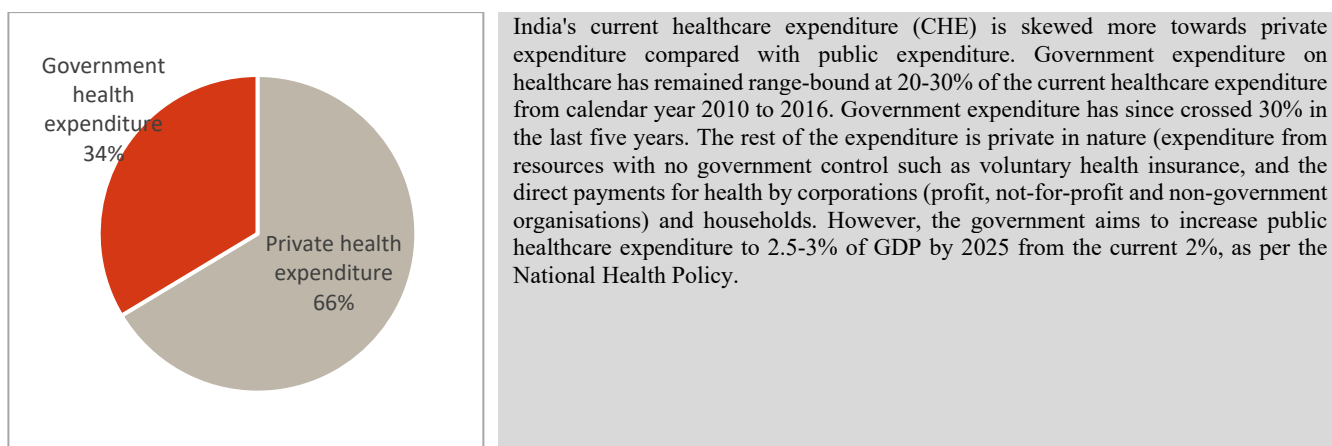 Government
health
expenditure
34%
Private health
expenditure
66%
India's current healthcare expenditure (CHE) is skewed more towards private
expenditure compared with public expenditure. Government expenditure on
healthcare has remained range-bound at 20-30% of the current healthcare expenditure
from calendar year 2010 to 2016. Government expenditure has since crossed 30% in
the last five years. The rest of the expenditure is private in nature (expenditure from
resources with no government control such as voluntary health insurance, and the
direct payments for health by corporations (profit, not-for-profit and non-government
organisations) and households. However, the government aims to increase public
healthcare expenditure to 2.5-3% of GDP by 2025 from the current 2%, as per the
National Health Policy.